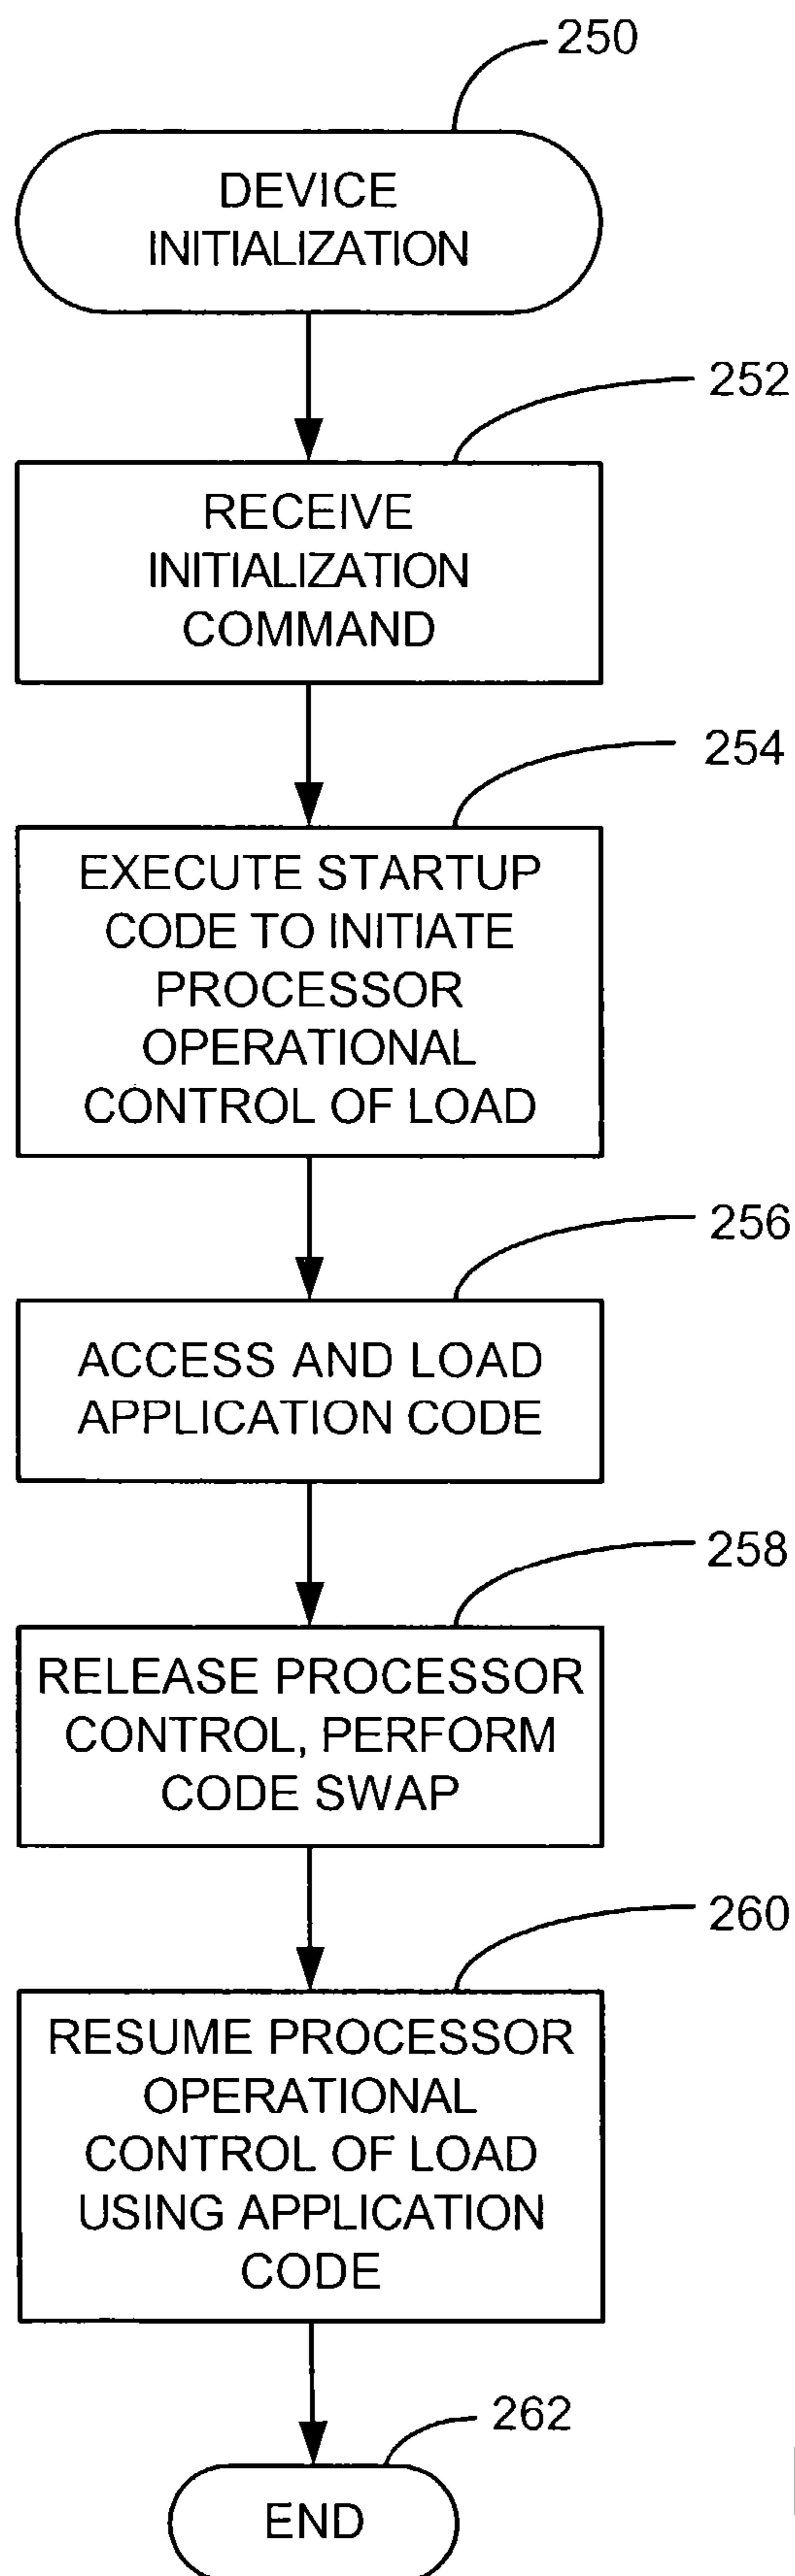 250
DEVICE
INITIALIZATION
252
RECEIVE
INITIALIZATION
COMMAND
254
EXECUTE STARTUP
CODE TO INITIATE
PROCESSOR
OPERATIONAL
CONTROL OF LOAD
256
ACCESS AND LOAD
APPLICATION CODE
258
RELEASE PROCESSOR
CONTROL, PERFORM
CODE SWAP
260
RESUME PROCESSOR
OPERATIONAL
CONTROL OF LOAD
USING APPLICATION
CODE
262
END